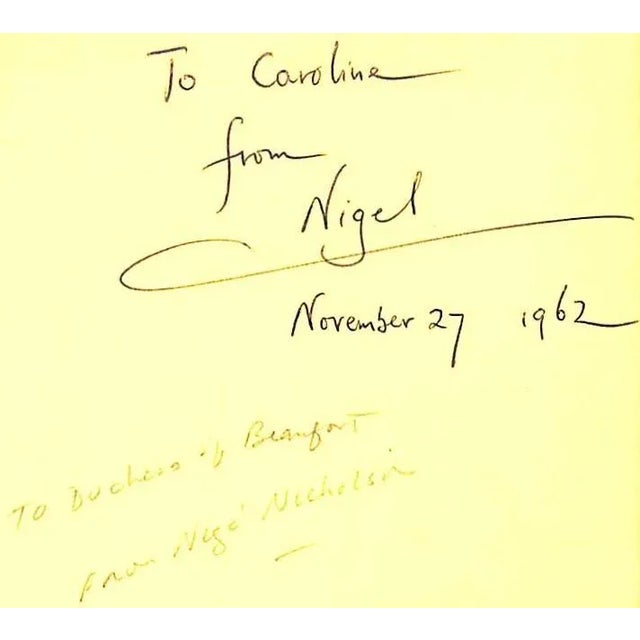 To Caroline
from
Nigel
November 27 1962
To Duchess of Beaufort
from Nigel Nicholson